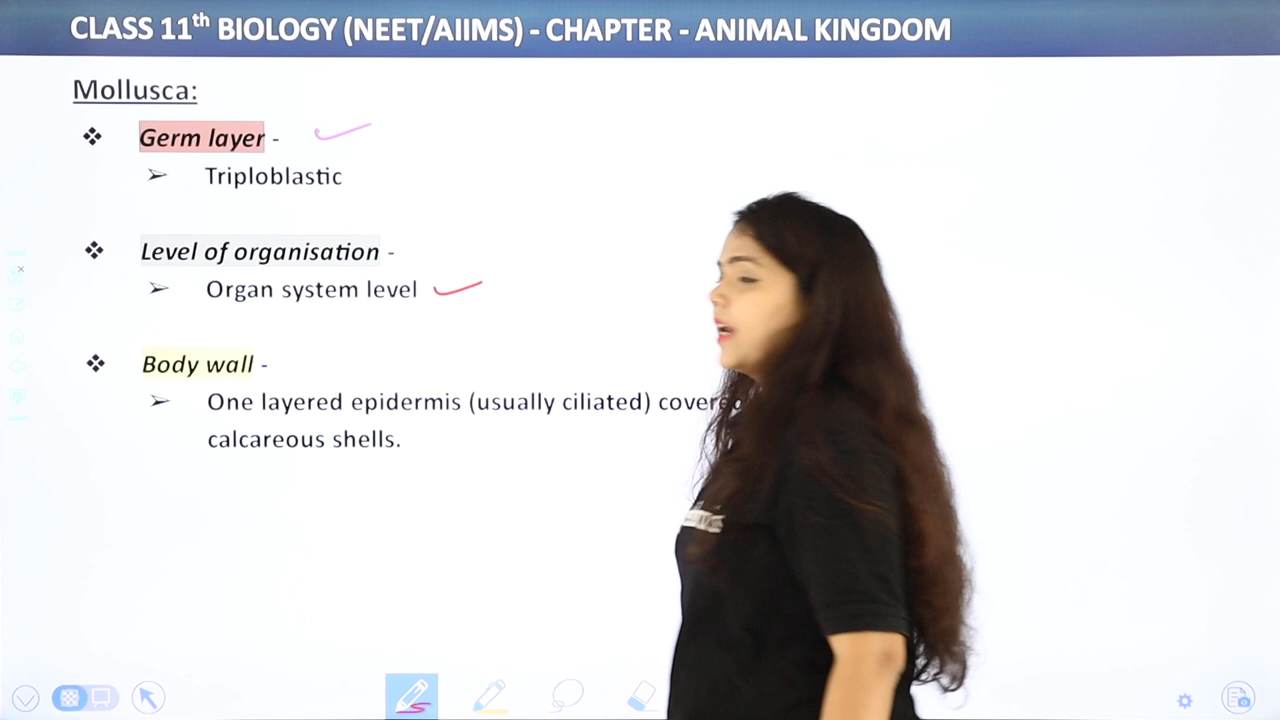 CLASS 11th BIOLOGY (NEET/AIIMS) - CHAPTER - ANIMAL KINGDOM
Mollusca:
❖ Germ layer -
➢ Triploblastic
❖ Level of organisation -
➢ Organ system level
❖ Body wall -
➢ One layered epidermis (usually ciliated)
calcareous shells.